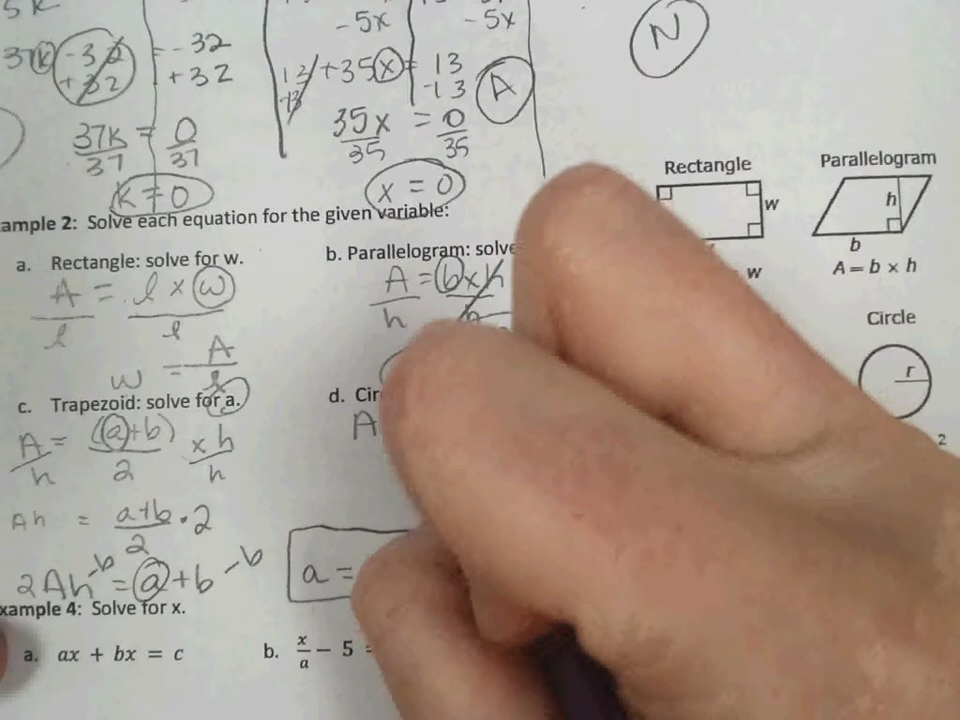 5k
-5x -5x
37k -32 = -32
+32 +32
13 +35x = 13
-13 -13
A
N
37k = 0
37 37
35x = 0
35 35
k = 0
x = 0
Rectangle
w
w
Parallelogram
h
b
A = b × h
Circle
r
2
ample 2: Solve each equation for the given variable:
a. Rectangle: solve for w.
A = l × w
l l
w = A
l
b. Parallelogram: solve
A = b × h
h h
c. Trapezoid: solve for a.
A = (a+b) × h
h 2 h
Ah = a+b · 2
2
2Ah -b = a + b -b
d. Cir
A
a =
xample 4: Solve for x.
a. ax + bx = c
b. x/a - 5 =